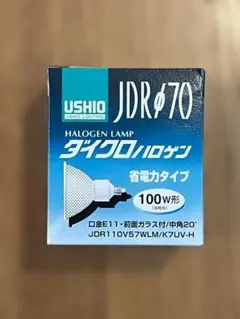 USHIO
USHIO LIGHTING
JDRφ70
HALOGEN LAMP
ダイクロハロゲン
省電力タイプ
100W形
口金E11・前面ガラス付/中角20°
JDR110V57WLM/K7UV-H